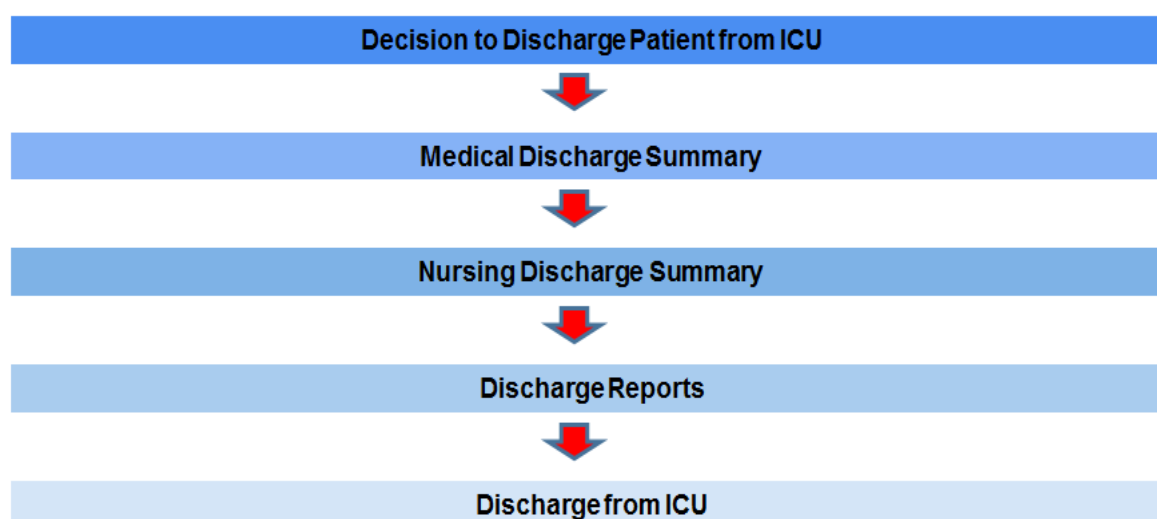 Decision to Discharge Patient from ICU
Medical Discharge Summary
Nursing Discharge Summary
Discharge Reports
Discharge from ICU